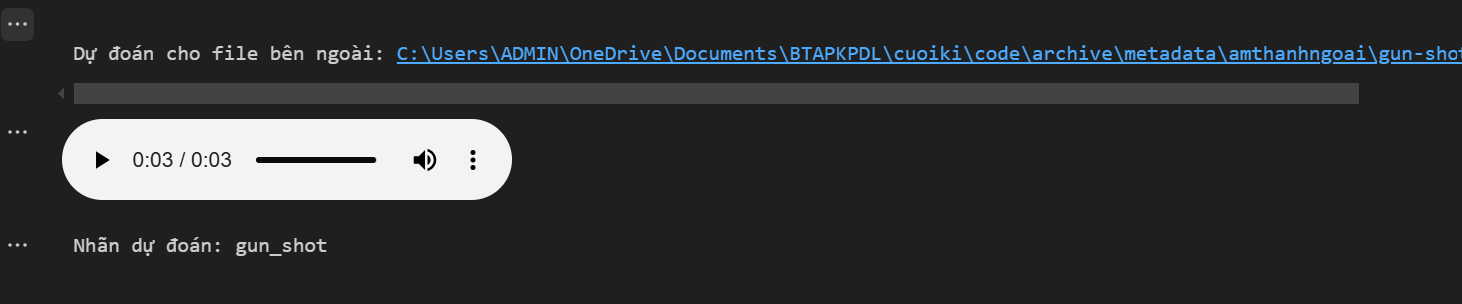 Dự đoán cho file bên ngoài: C:\Users\ADMIN\OneDrive\Documents\BTAPKPDL\cuoiki\code\archive\metadata\amthanhngoai\gun-shot
0:03 / 0:03
Nhãn dự đoán: gun_shot